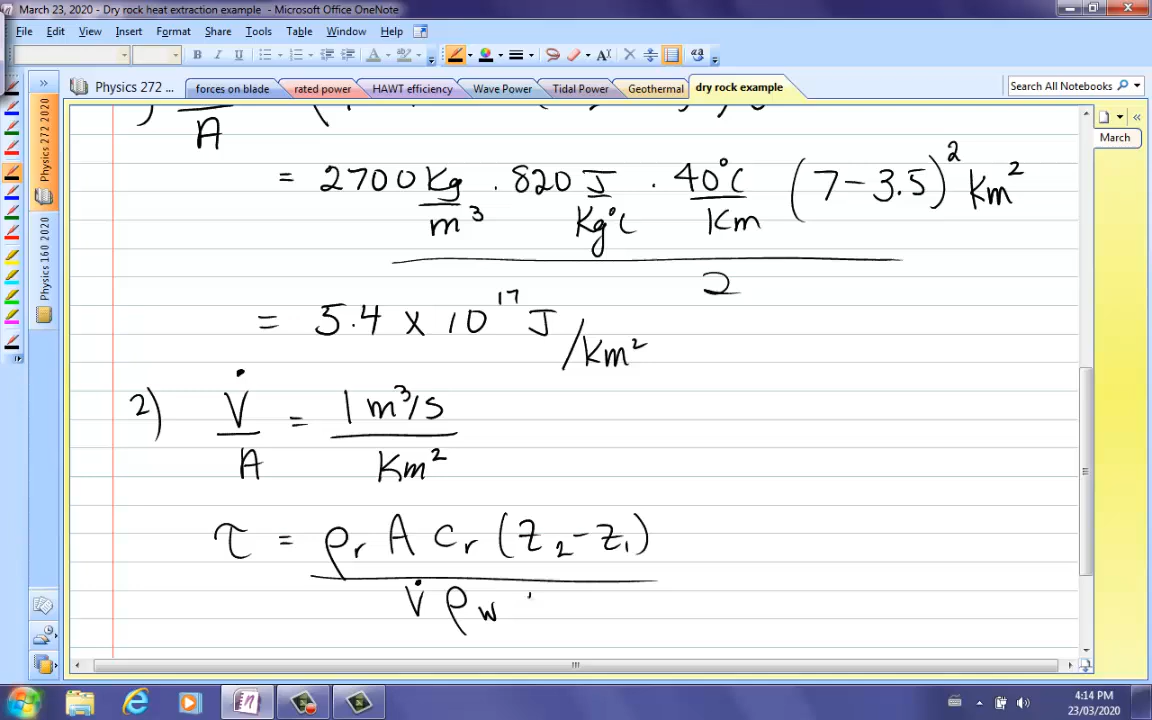 March 23, 2020 - Dry rock heat extraction example - Microsoft Office OneNote
File Edit View Insert Format Share Tools Table Window Help
B I U A
Physics 272 ... forces on blade rated power HAWT efficiency Wave Power Tidal Power Geothermal dry rock example Search All Notebooks
March
Physics 272 2020
Physics 160 2020
A
= 2700 Kg/m³ · 820 J/Kg°C · 40°C/Km (7 - 3.5)² Km²
2
= 5.4 x 10¹⁷ J/Km²
2) V̇/A = 1 m³/s / Km²
τ = ρr A cr (Z2 - Z1)
V̇ ρw
4:14 PM
23/03/2020